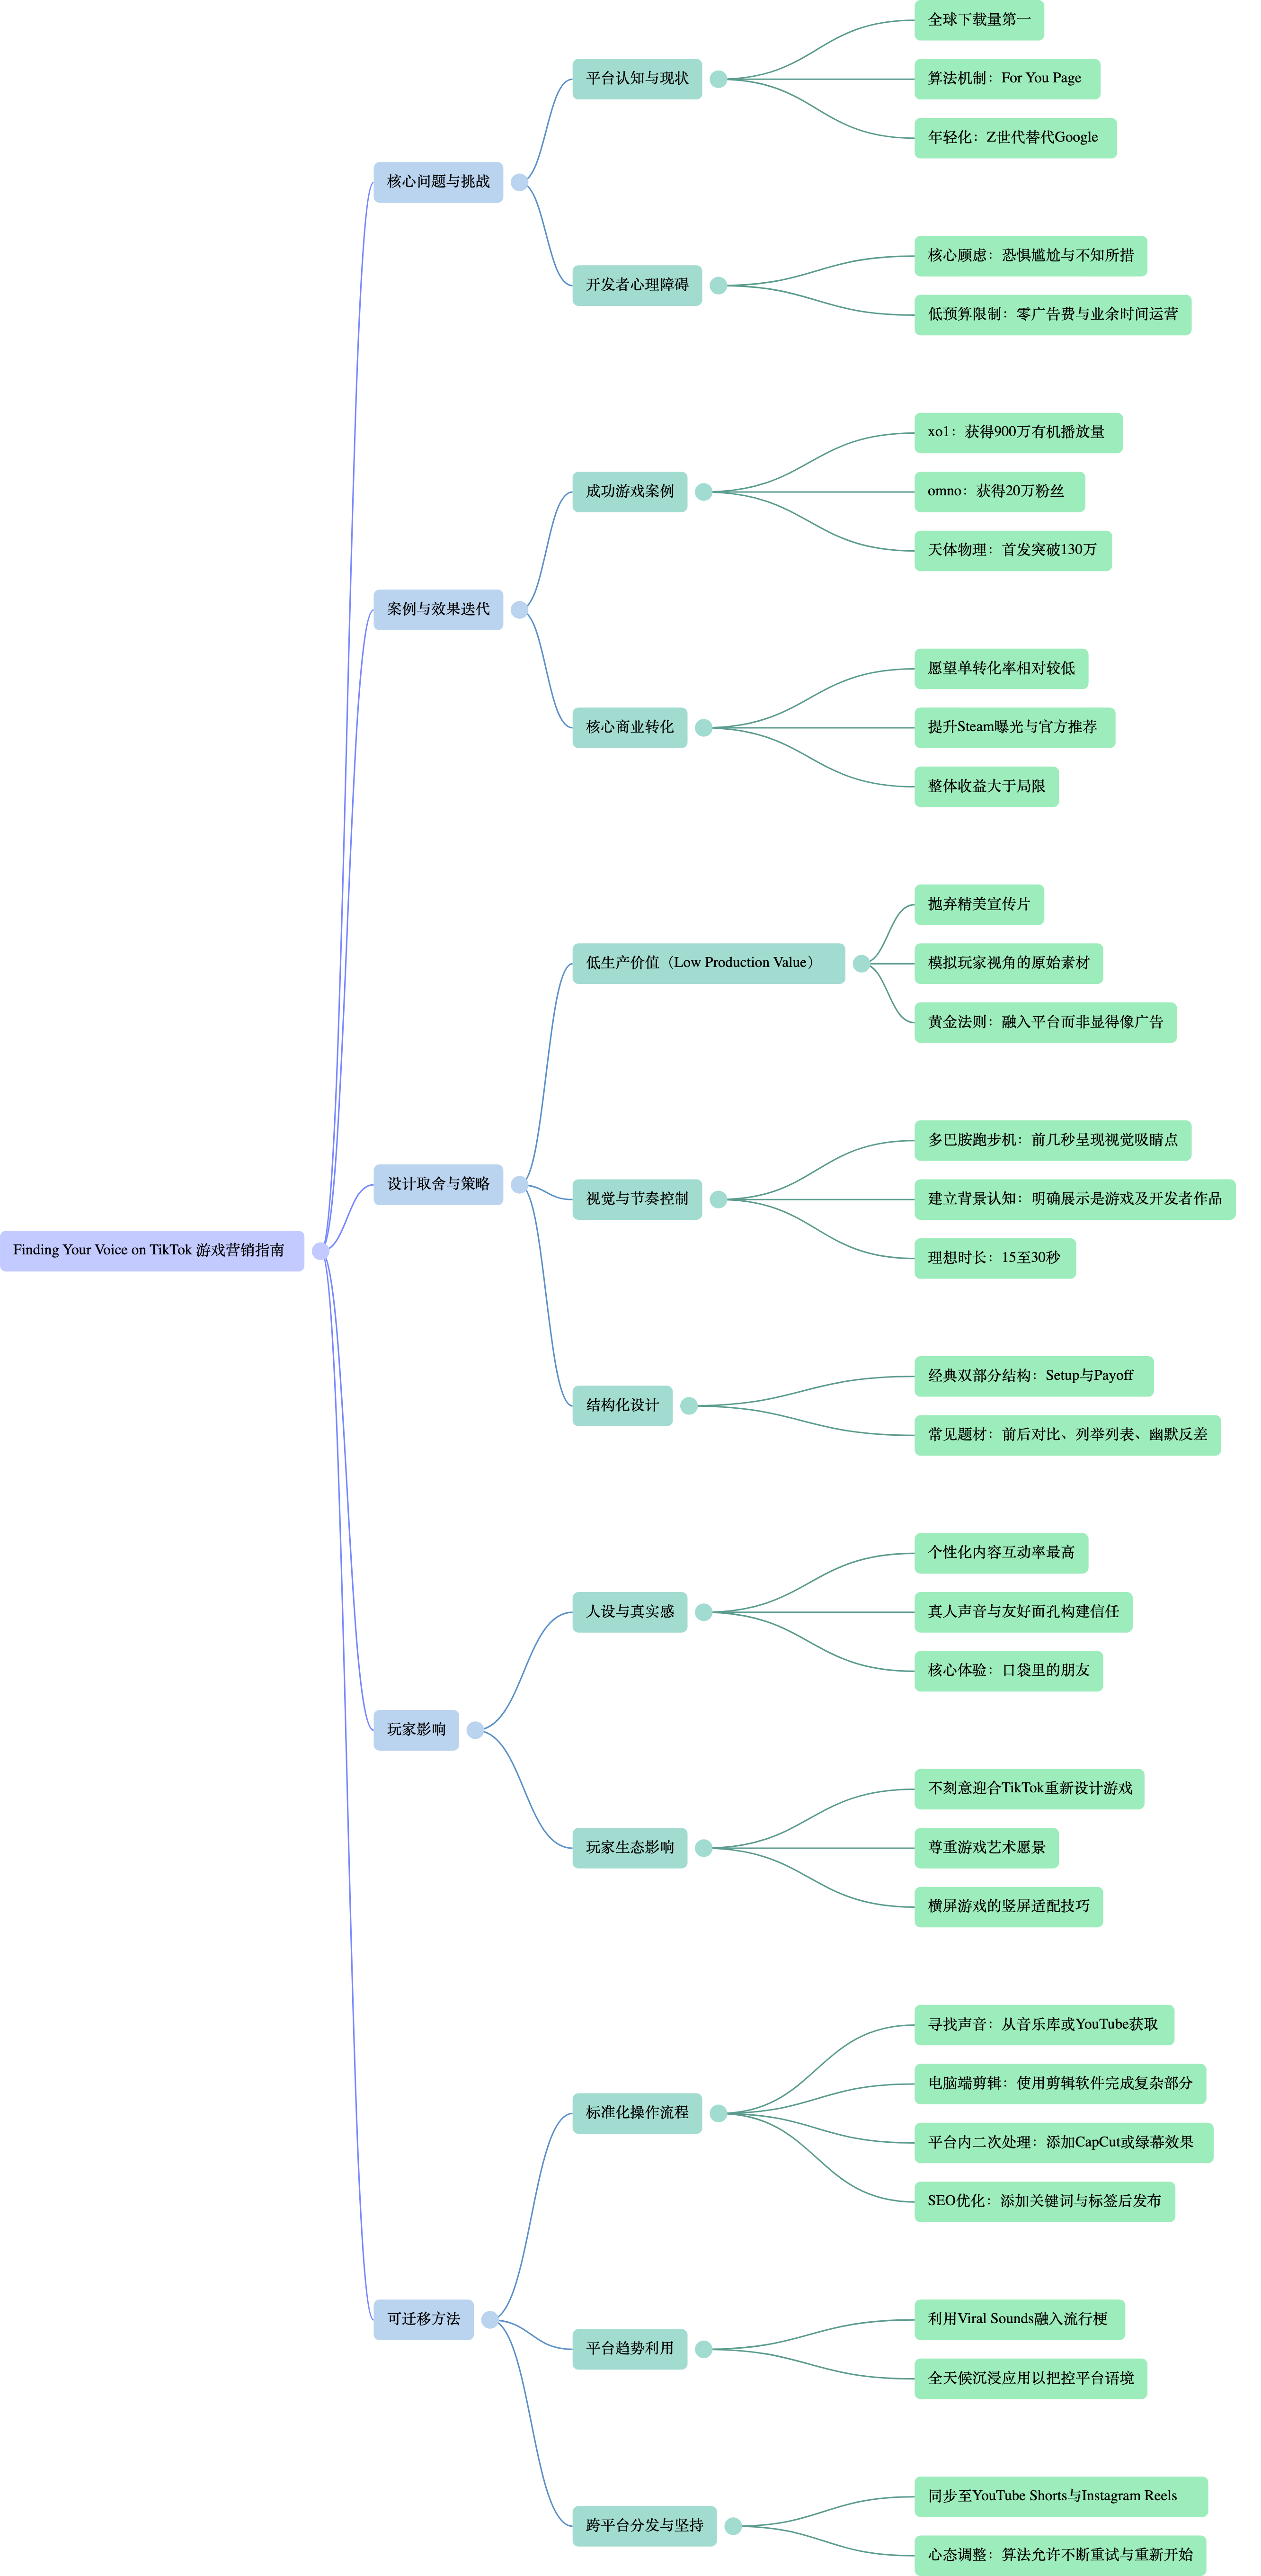 Finding Your Voice on TikTok 游戏营销指南
核心问题与挑战
平台认知与现状
全球下载量第一
算法机制：For You Page
年轻化：Z世代替代Google
开发者心理障碍
核心顾虑：恐惧尴尬与不知所措
低预算限制：零广告费与业余时间运营
案例与效果迭代
成功游戏案例
xo1：获得900万有机播放量
omno：获得20万粉丝
天体物理：首发突破130万
核心商业转化
愿望单转化率相对较低
提升Steam曝光与官方推荐
整体收益大于局限
设计取舍与策略
低生产价值（Low Production Value）
抛弃精美宣传片
模拟玩家视角的原始素材
黄金法则：融入平台而非显得像广告
视觉与节奏控制
多巴胺跑步机：前几秒呈现视觉吸睛点
建立背景认知：明确展示是游戏及开发者作品
理想时长：15至30秒
结构化设计
经典双部分结构：Setup与Payoff
常见题材：前后对比、列举列表、幽默反差
玩家影响
人设与真实感
个性化内容互动率最高
真人声音与友好面孔构建信任
核心体验：口袋里的朋友
玩家生态影响
不刻意迎合TikTok重新设计游戏
尊重游戏艺术愿景
横屏游戏的竖屏适配技巧
可迁移方法
标准化操作流程
寻找声音：从音乐库或YouTube获取
电脑端剪辑：使用剪辑软件完成复杂部分
平台内二次处理：添加CapCut或绿幕效果
SEO优化：添加关键词与标签后发布
平台趋势利用
利用Viral Sounds融入流行梗
全天候沉浸应用以把控平台语境
跨平台分发与坚持
同步至YouTube Shorts与Instagram Reels
心态调整：算法允许不断重试与重新开始